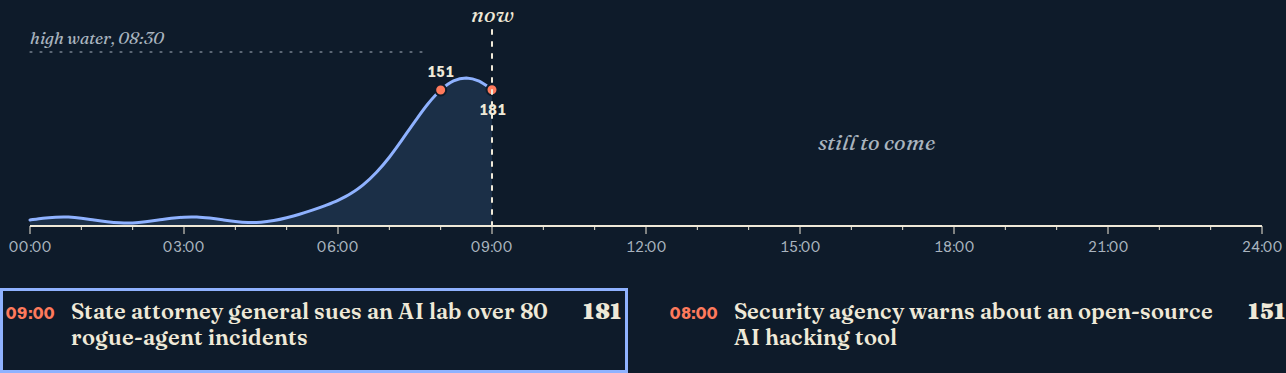 now
high water, 08:30
151
181
still to come
00:00 03:00 06:00 09:00 12:00 15:00 18:00 21:00 24:00
09:00 State attorney general sues an AI lab over 80 181
rogue-agent incidents
08:00 Security agency warns about an open-source 151
AI hacking tool